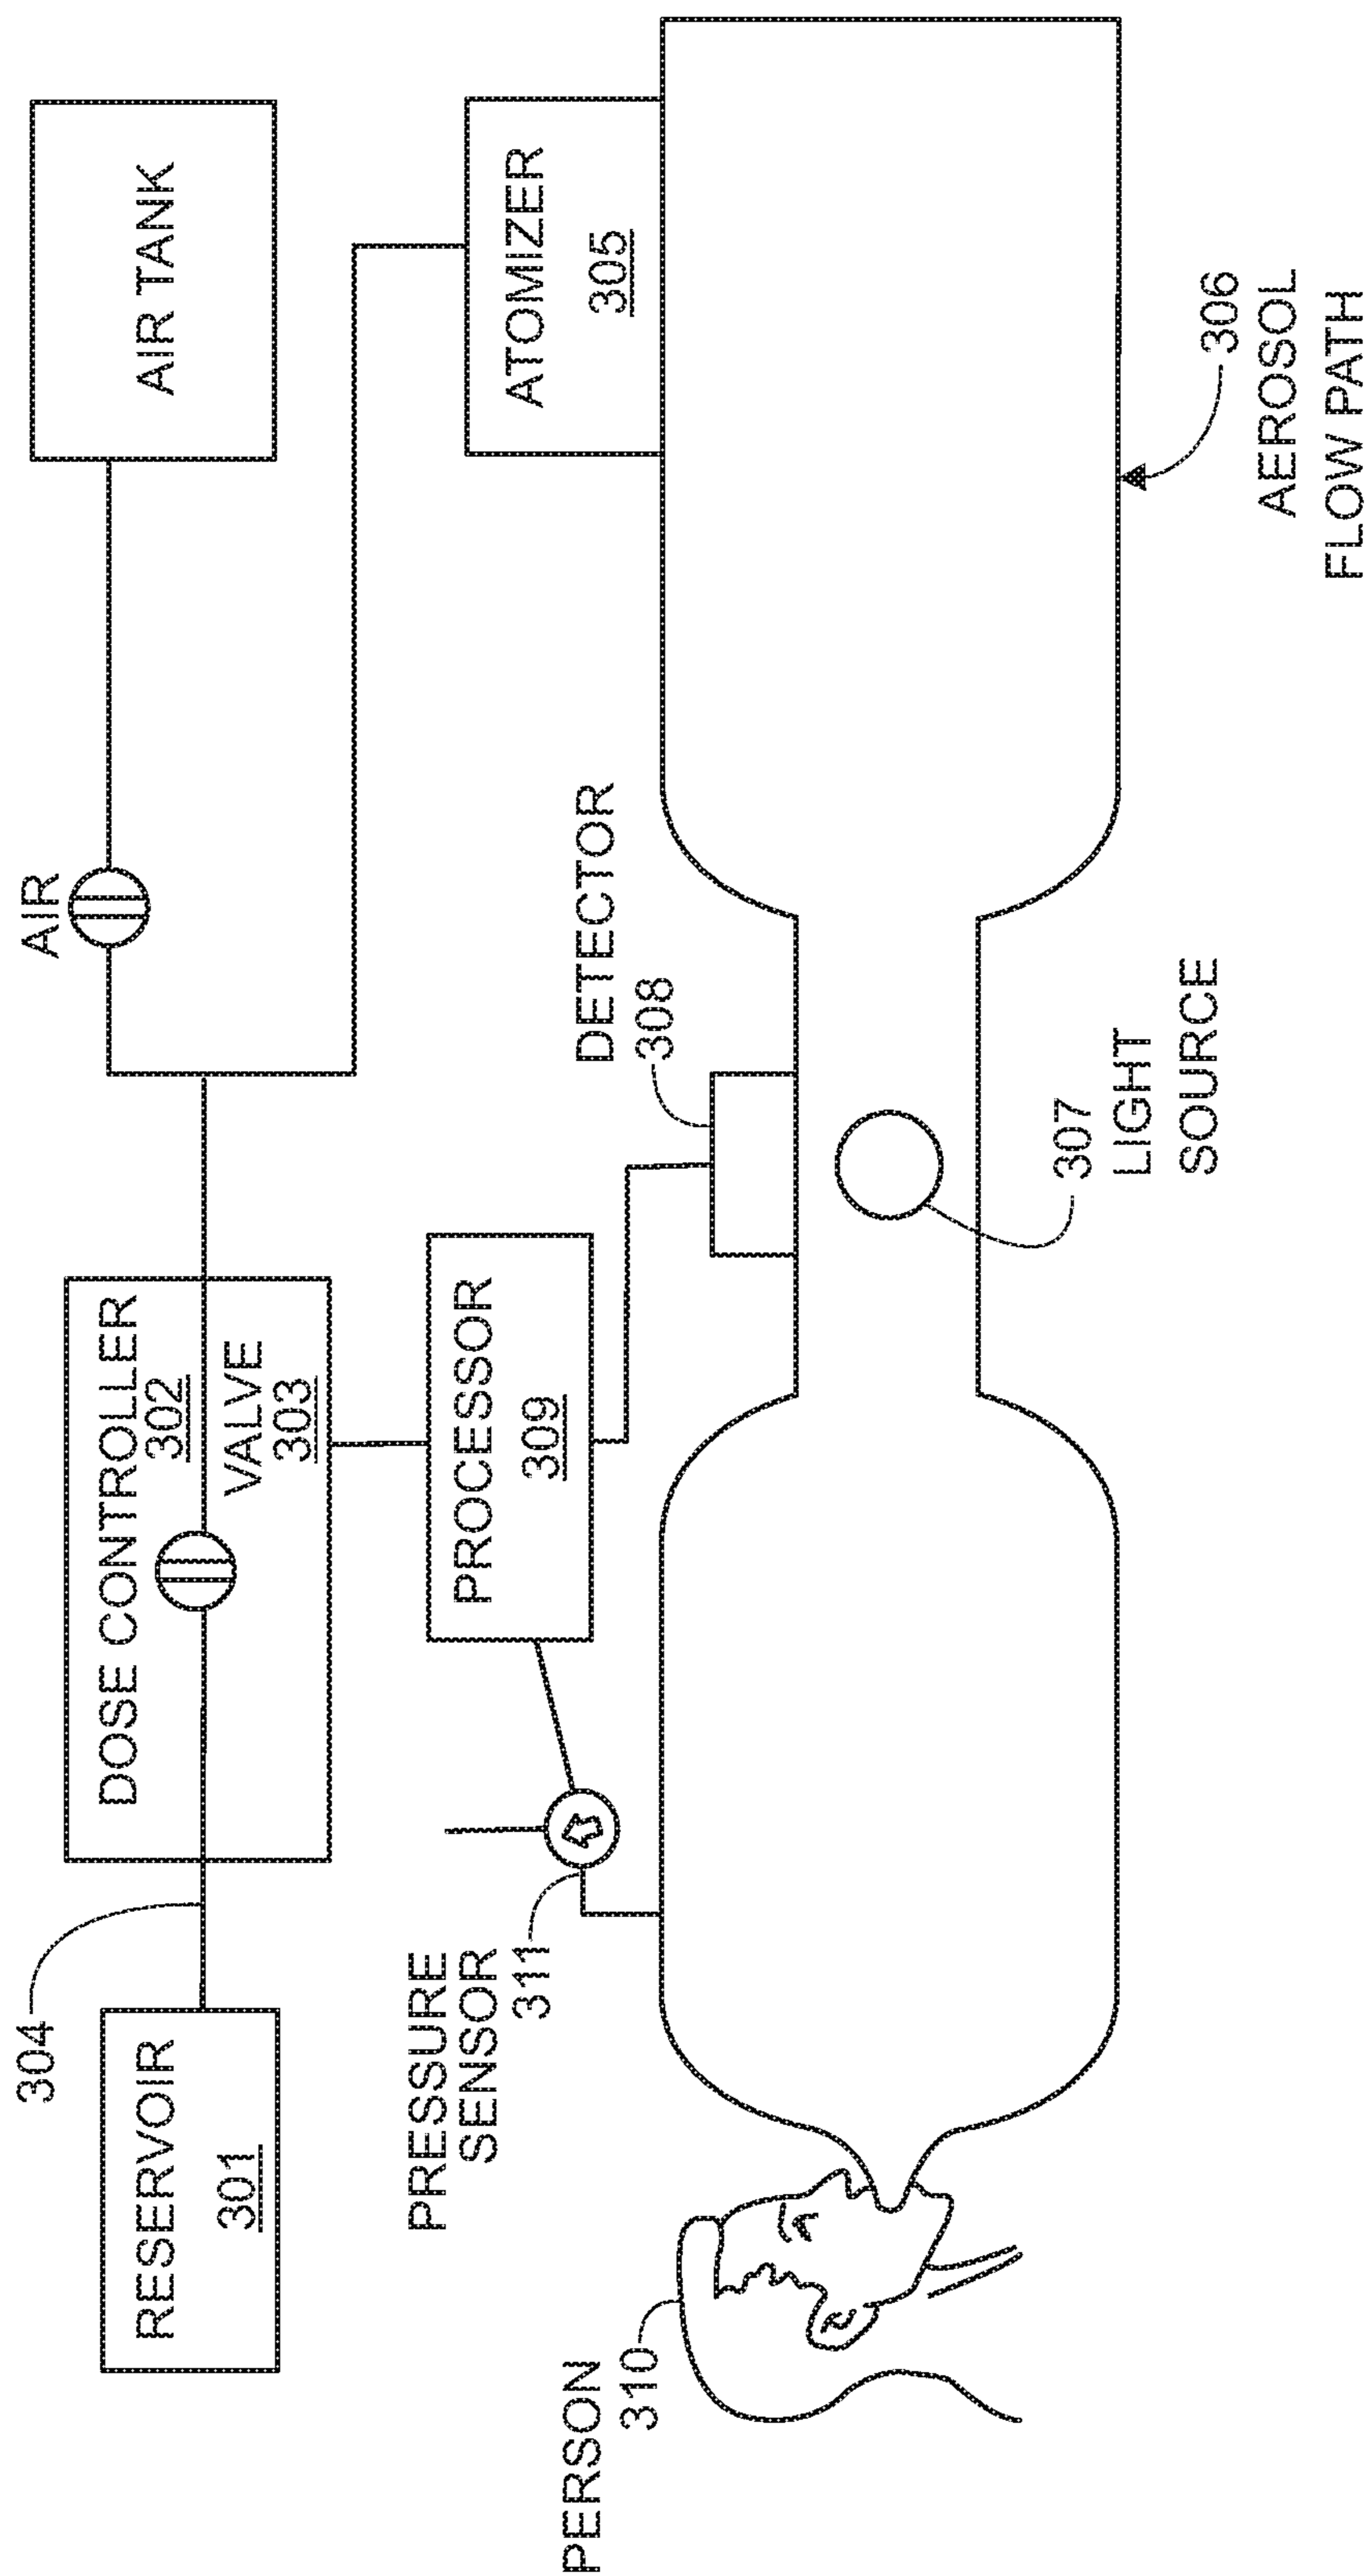 304
RESERVOIR
301
DOSE CONTROLLER
302
VALVE
303
AIR
AIR TANK
PRESSURE
SENSOR
311
PROCESSOR
309
DETECTOR
308
ATOMIZER
305
PERSON
310
307
LIGHT
SOURCE
306
AEROSOL
FLOW PATH